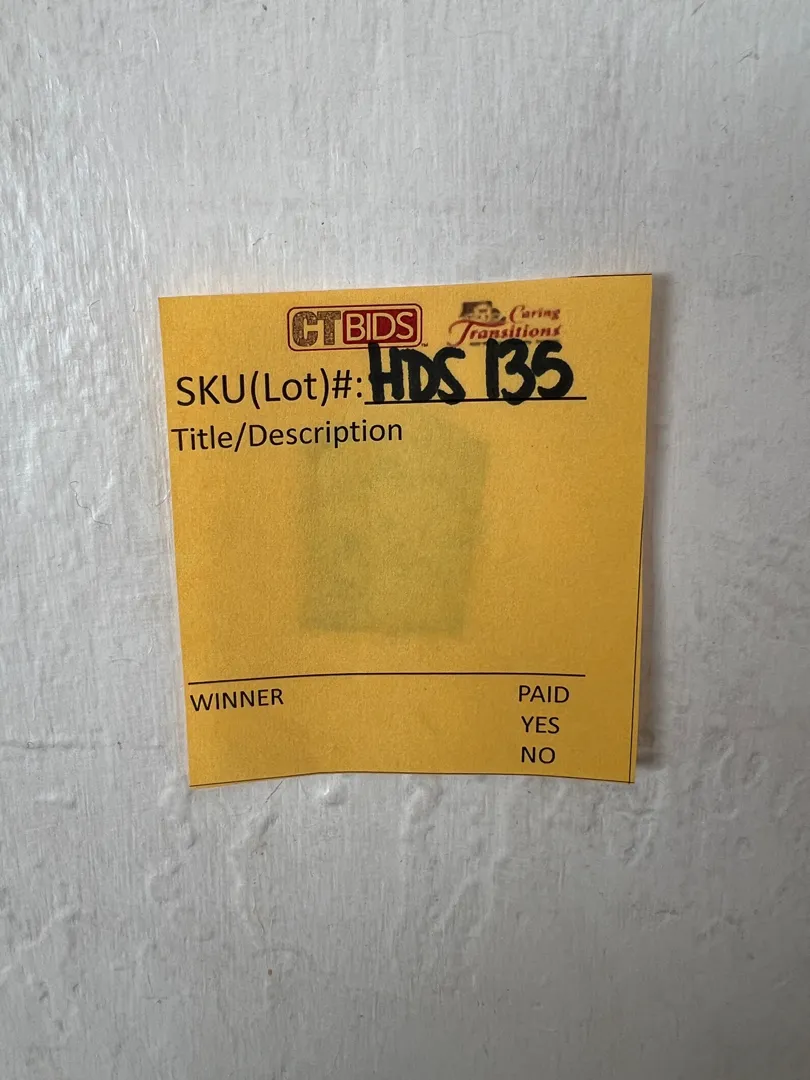 CTBIDS Caring Transitions
SKU(Lot)#: HDS 135
Title/Description
WINNER PAID
YES
NO